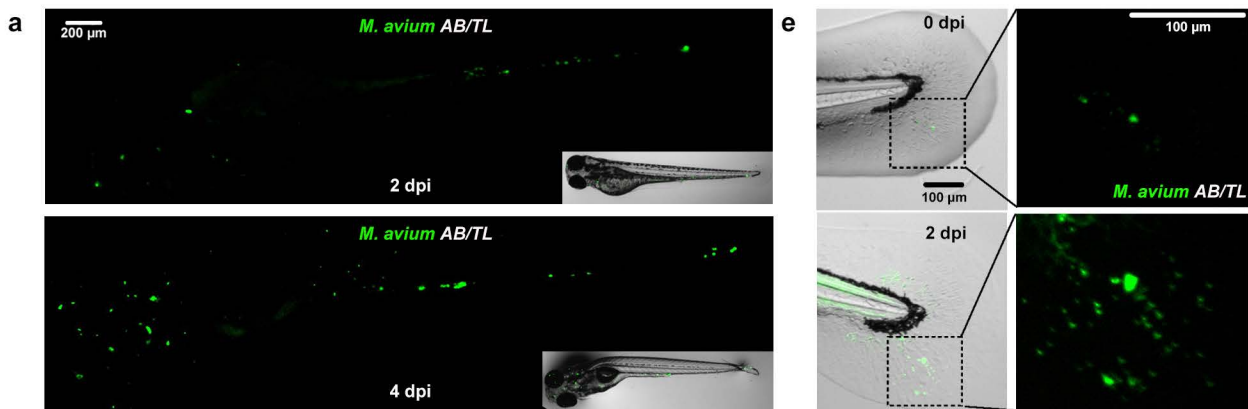 a
200 µm
M. avium AB/TL
2 dpi
M. avium AB/TL
4 dpi
e
0 dpi
100 µm
100 µm
M. avium AB/TL
2 dpi